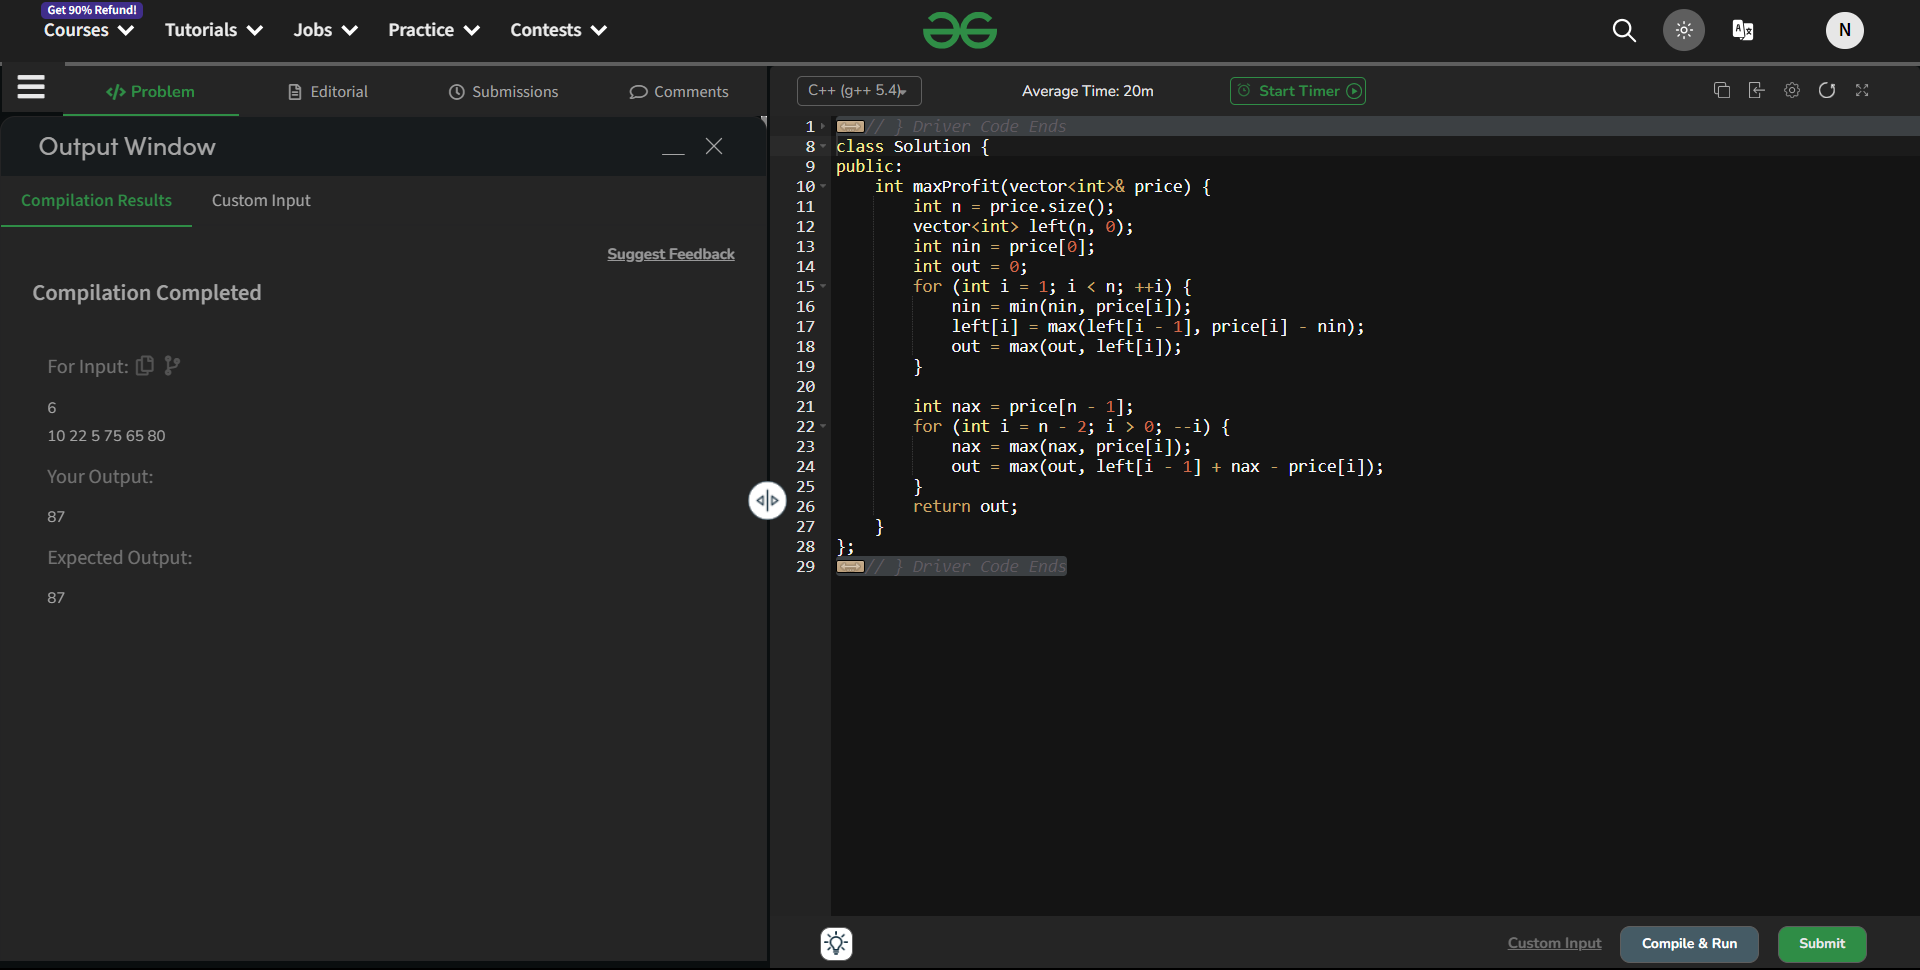 Get 90% Refund!
Courses Tutorials Jobs Practice Contests
N
Problem Editorial Submissions Comments
C++ (g++ 5.4) Average Time: 20m Start Timer
Output Window
Compilation Results Custom Input
Suggest Feedback
Compilation Completed
For Input:
6
10 22 5 75 65 80
Your Output:
87
Expected Output:
87
1 // } Driver Code Ends
8 class Solution {
9 public:
10     int maxProfit(vector<int>& price) {
11         int n = price.size();
12         vector<int> left(n, 0);
13         int nin = price[0];
14         int out = 0;
15         for (int i = 1; i < n; ++i) {
16             nin = min(nin, price[i]);
17             left[i] = max(left[i - 1], price[i] - nin);
18             out = max(out, left[i]);
19         }
20
21         int nax = price[n - 1];
22         for (int i = n - 2; i > 0; --i) {
23             nax = max(nax, price[i]);
24             out = max(out, left[i - 1] + nax - price[i]);
25         }
26         return out;
27     }
28 };
29 // } Driver Code Ends
Custom Input Compile & Run Submit